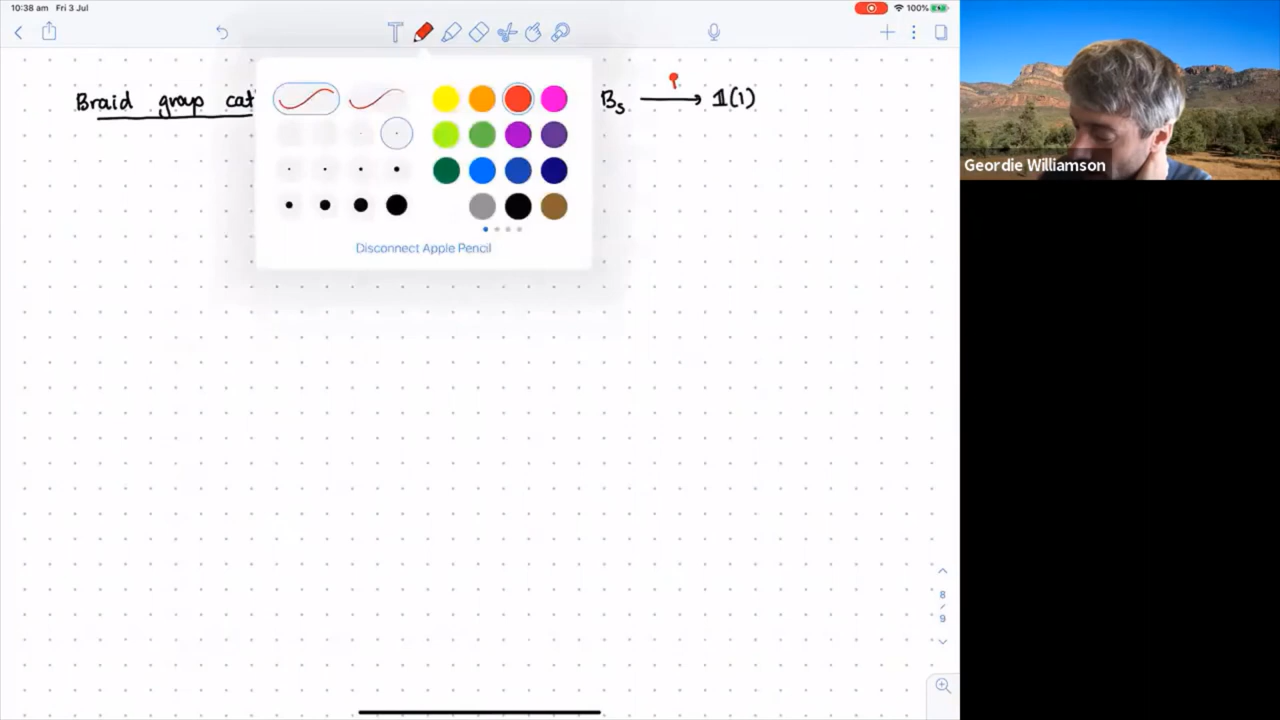 10:38 am Fri 3 Jul
100%
T
Braid group cat
B_s ⟶ 𝟙(1)
Disconnect Apple Pencil
Geordie Williamson
8
/
9